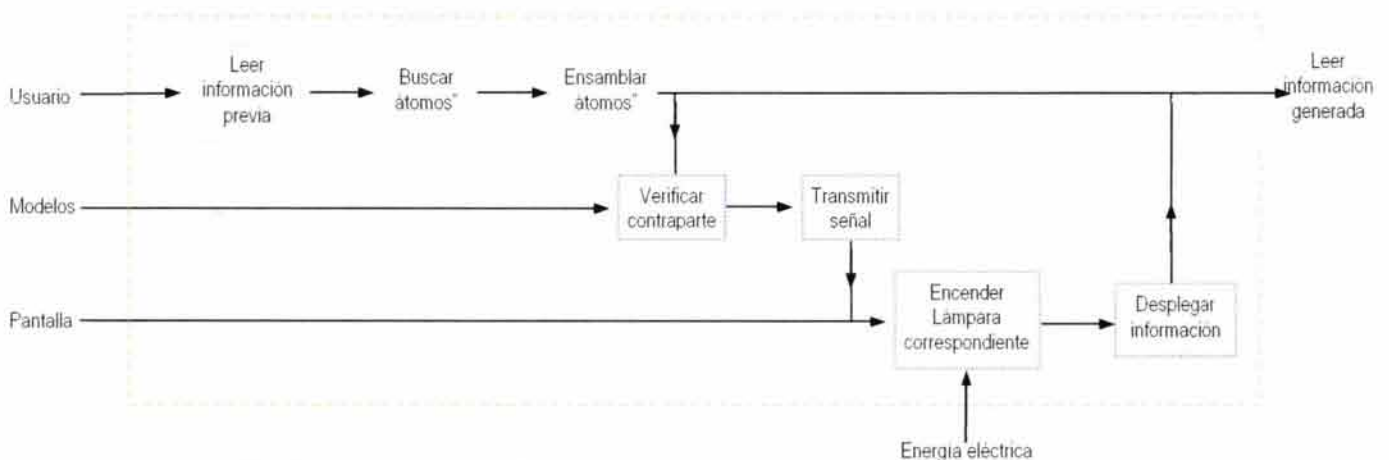 Usuario
Leer
información
previa
Buscar
átomos"
Ensamblar
átomos"
Leer
información
generada
Modelos
Verificar
contraparte
Transmitir
señal
Pantalla
Encender
Lámpara
correspondiente
Desplegar
información
Energía eléctrica